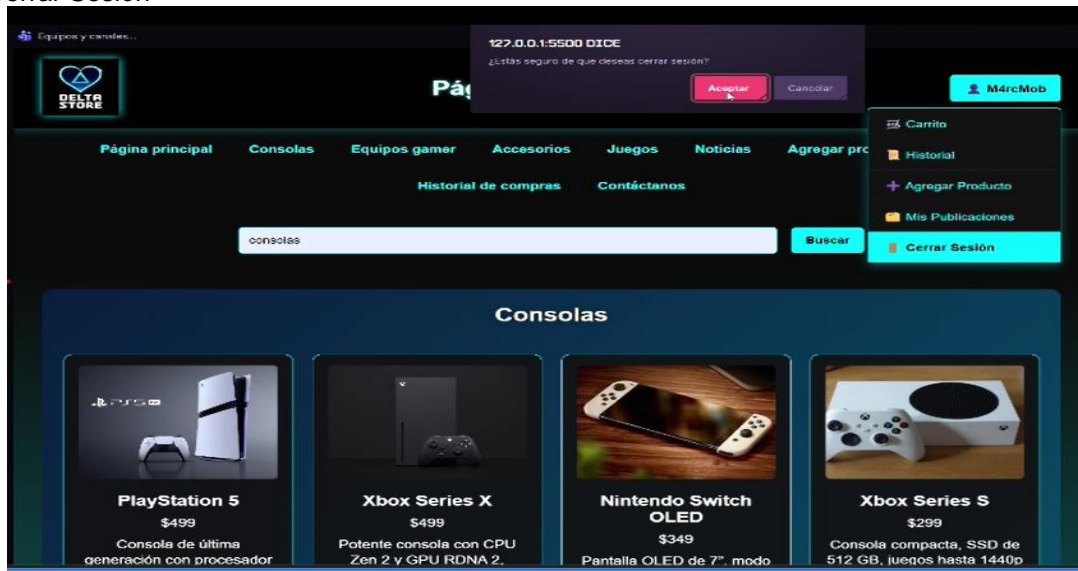 errar Sesión
Equipos y canales...
127.0.0.1:5500 DICE
¿Estás seguro de que deseas cerrar sesión?
Aceptar Cancelar
DELTA
STORE
Pág
M4rcMob
Carrito
Historial
Agregar Producto
Mis Publicaciones
Cerrar Sesión
Página principal Consolas Equipos gamer Accesorios Juegos Noticias Agregar pro
Historial de compras Contáctanos
consolas Buscar
Consolas
PS5
PlayStation 5
$499
Consola de última
generación con procesador
Xbox Series X
$499
Potente consola con CPU
Zen 2 y GPU RDNA 2,
Nintendo Switch
OLED
$349
Pantalla OLED de 7", modo
Xbox Series S
$299
Consola compacta, SSD de
512 GB, juegos hasta 1440p